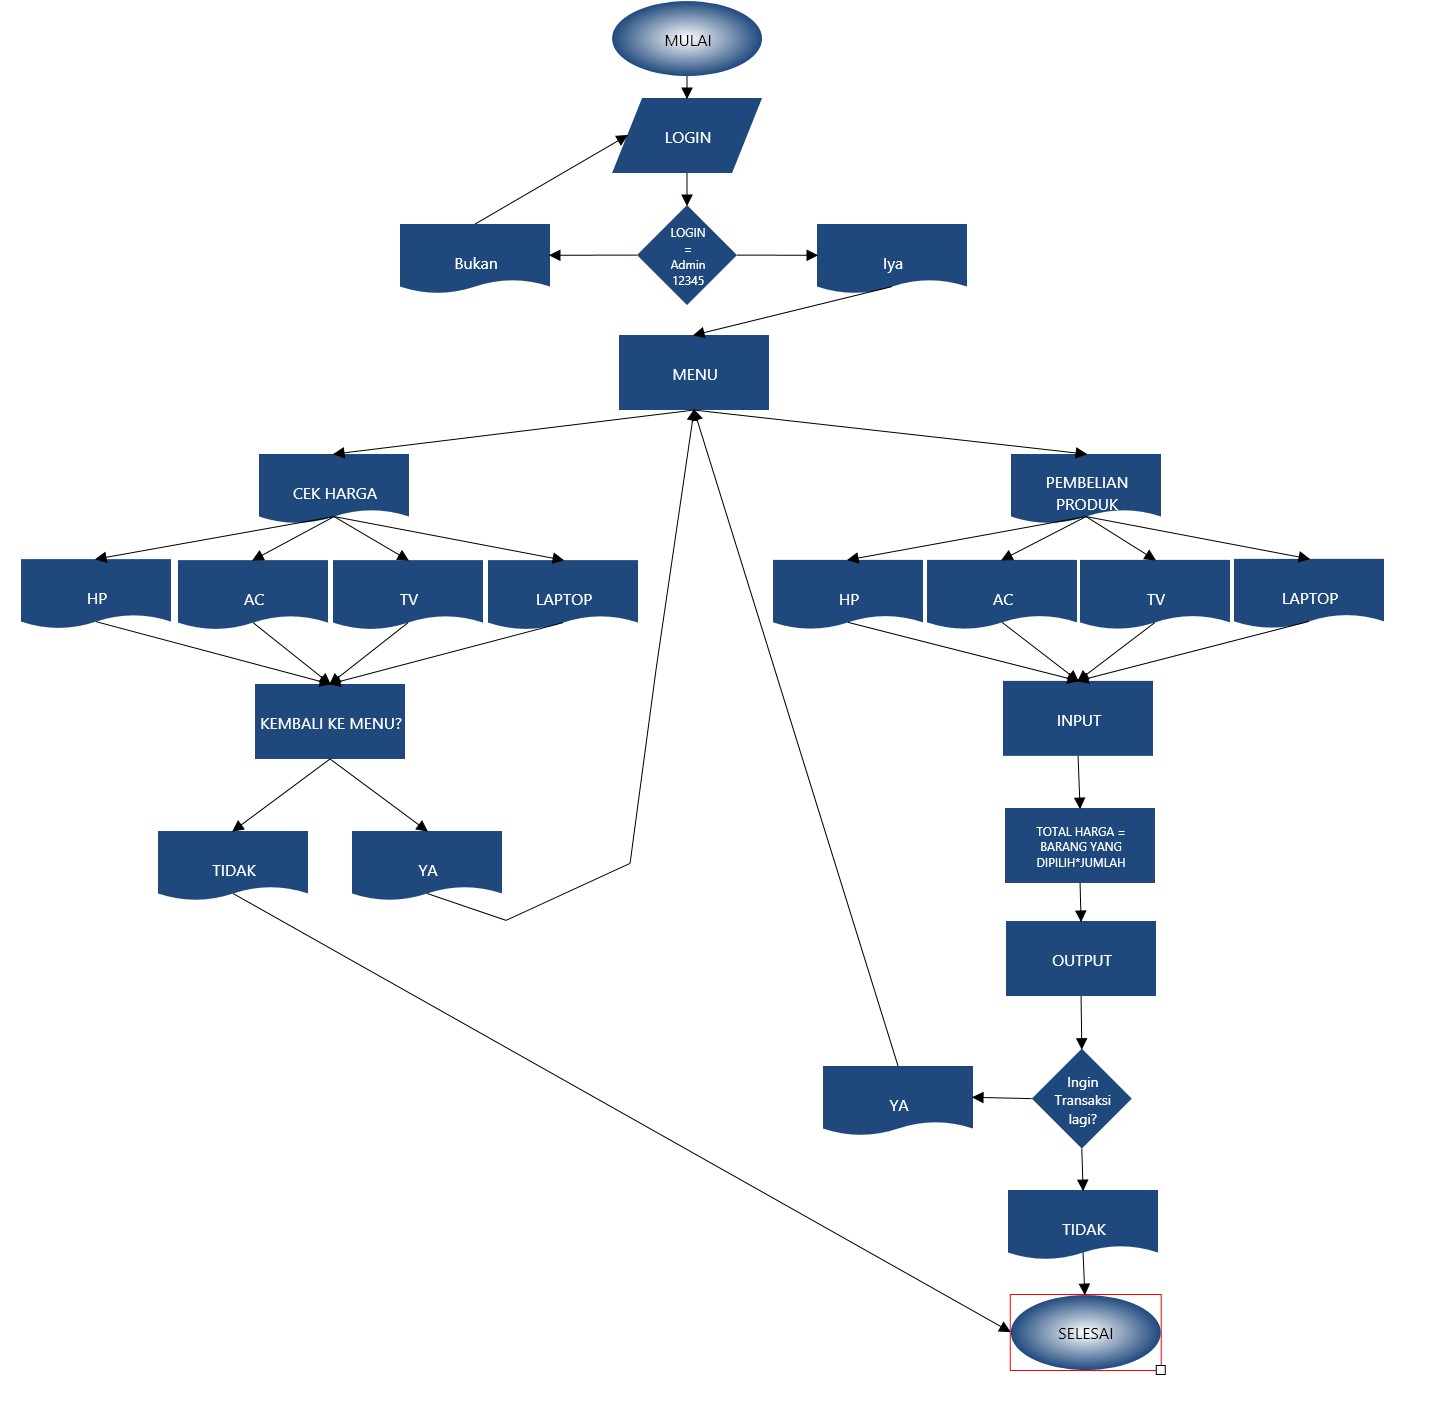 MULAI
LOGIN
LOGIN
=
Admin
12345
Bukan
Iya
MENU
CEK HARGA
PEMBELIAN
PRODUK
HP
AC
TV
LAPTOP
HP
AC
TV
LAPTOP
KEMBALI KE MENU?
INPUT
TIDAK
YA
TOTAL HARGA =
BARANG YANG
DIPILIH*JUMLAH
OUTPUT
Ingin
Transaksi
lagi?
YA
TIDAK
SELESAI